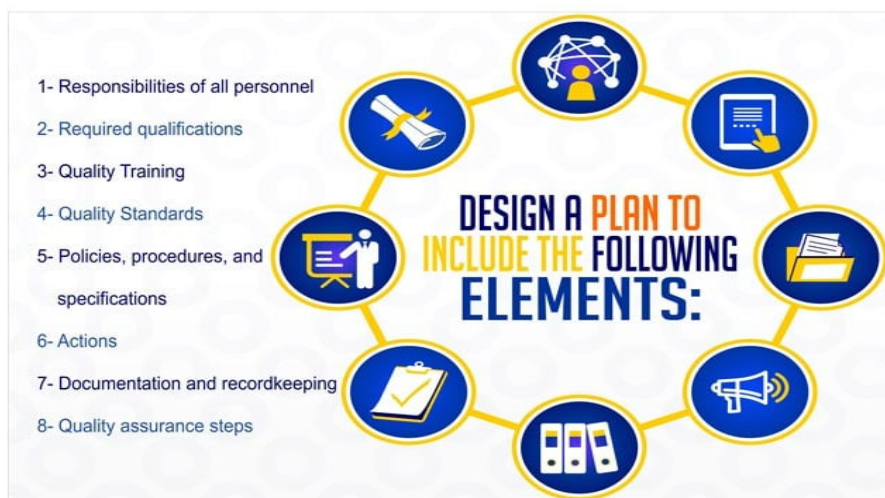 1- Responsibilities of all personnel
2- Required qualifications
3- Quality Training
4- Quality Standards
5- Policies, procedures, and
specifications
6- Actions
7- Documentation and recordkeeping
8- Quality assurance steps
DESIGN A PLAN TO
INCLUDE THE FOLLOWING
ELEMENTS: